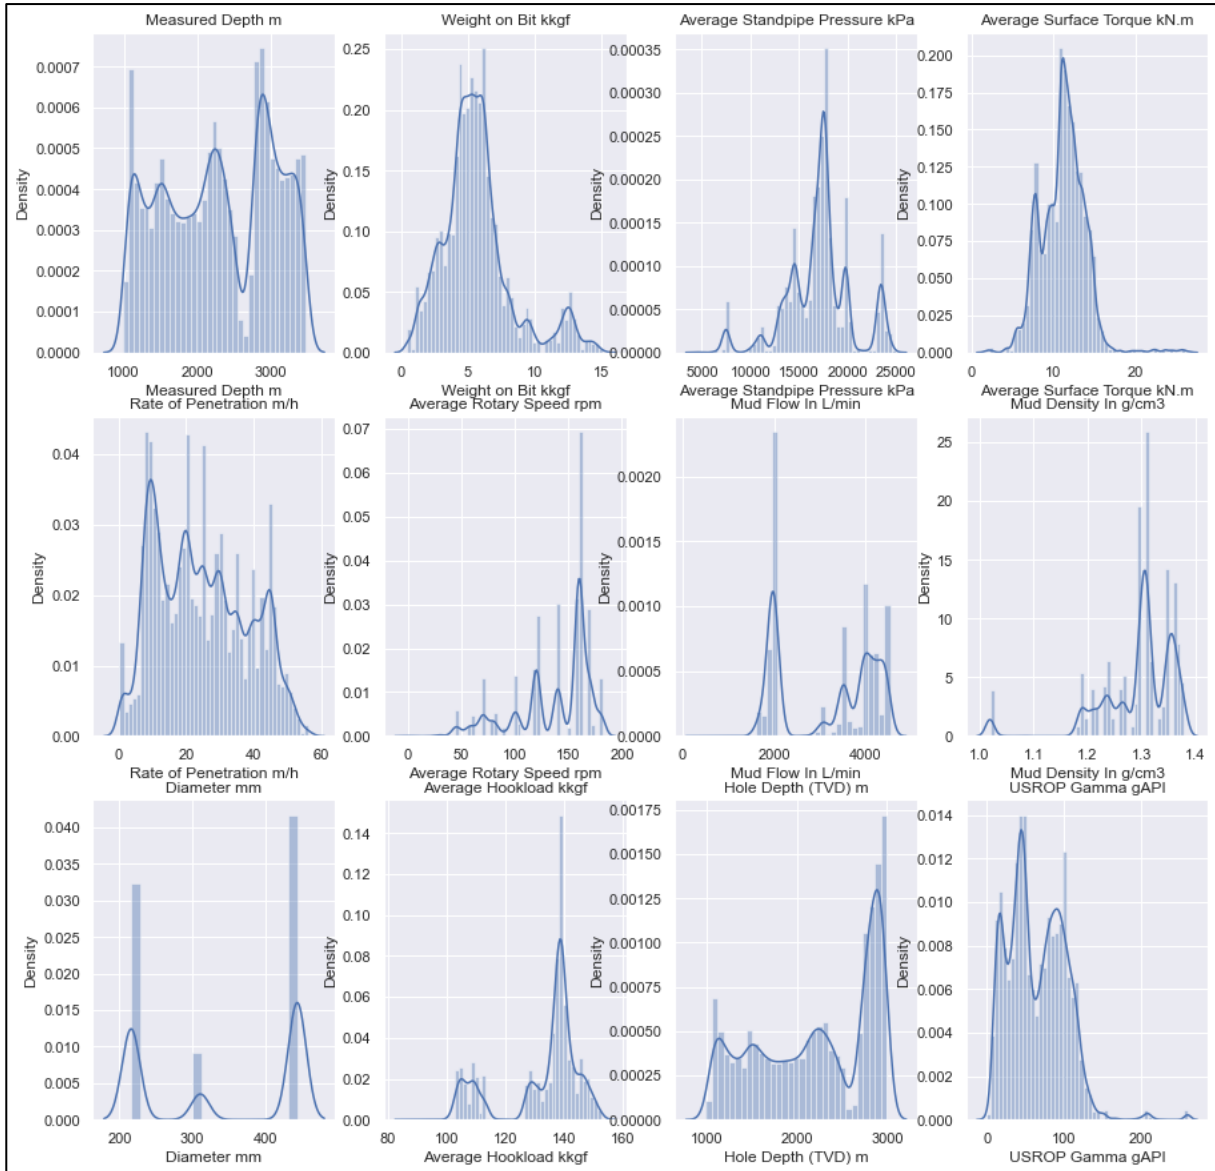 Measured Depth m
Weight on Bit kkgf
Average Standpipe Pressure kPa
Average Surface Torque kN.m
Density
0.0007
0.0006
0.0005
0.0004
0.0003
0.0002
0.0001
0.0000
1000 2000 3000
Measured Depth m
Density
0.25
0.20
0.15
0.10
0.05
0.00
0 5 10 15
Weight on Bit kkgf
Density
0.00035
0.00030
0.00025
0.00020
0.00015
0.00010
0.00005
0.00000
5000 10000 15000 20000 25000
Average Standpipe Pressure kPa
Density
0.200
0.175
0.150
0.125
0.100
0.075
0.050
0.025
0.000
0 10 20
Average Surface Torque kN.m
Rate of Penetration m/h
Average Rotary Speed rpm
Mud Flow In L/min
Mud Density In g/cm3
Density
0.04
0.03
0.02
0.01
0.00
0 20 40 60
Rate of Penetration m/h
Density
0.07
0.06
0.05
0.04
0.03
0.02
0.01
0.00
0 50 100 150 200
Average Rotary Speed rpm
Density
0.0020
0.0015
0.0010
0.0005
0.0000
0 2000 4000
Mud Flow In L/min
Density
25
20
15
10
5
0
1.0 1.1 1.2 1.3 1.4
Mud Density In g/cm3
Diameter mm
Average Hookload kkgf
Hole Depth (TVD) m
USROP Gamma gAPI
Density
0.040
0.035
0.030
0.025
0.020
0.015
0.010
0.005
0.000
200 300 400
Diameter mm
Density
0.14
0.12
0.10
0.08
0.06
0.04
0.02
0.00
80 100 120 140 160
Average Hookload kkgf
Density
0.00175
0.00150
0.00125
0.00100
0.00075
0.00050
0.00025
0.00000
1000 2000 3000
Hole Depth (TVD) m
Density
0.014
0.012
0.010
0.008
0.006
0.004
0.002
0.000
0 100 200
USROP Gamma gAPI